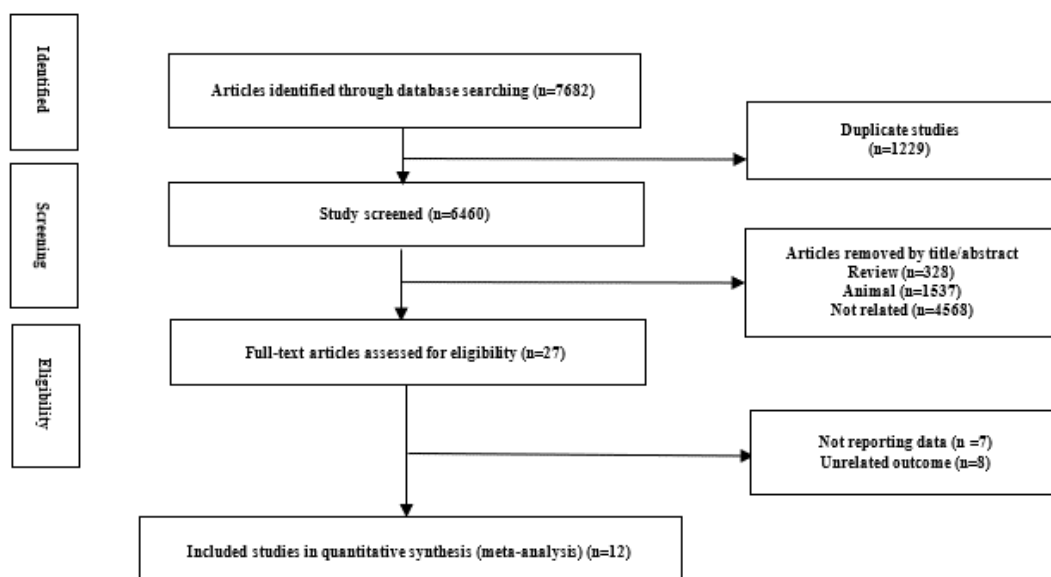 Identified
Articles identified through database searching (n=7682)
Duplicate studies
(n=1229)
Screening
Study screened (n=6460)
Articles removed by title/abstract
Review (n=328)
Animal (n=1537)
Not related (n=4568)
Eligibility
Full-text articles assessed for eligibility (n=27)
Not reporting data (n =7)
Unrelated outcome (n=8)
Included studies in quantitative synthesis (meta-analysis) (n=12)